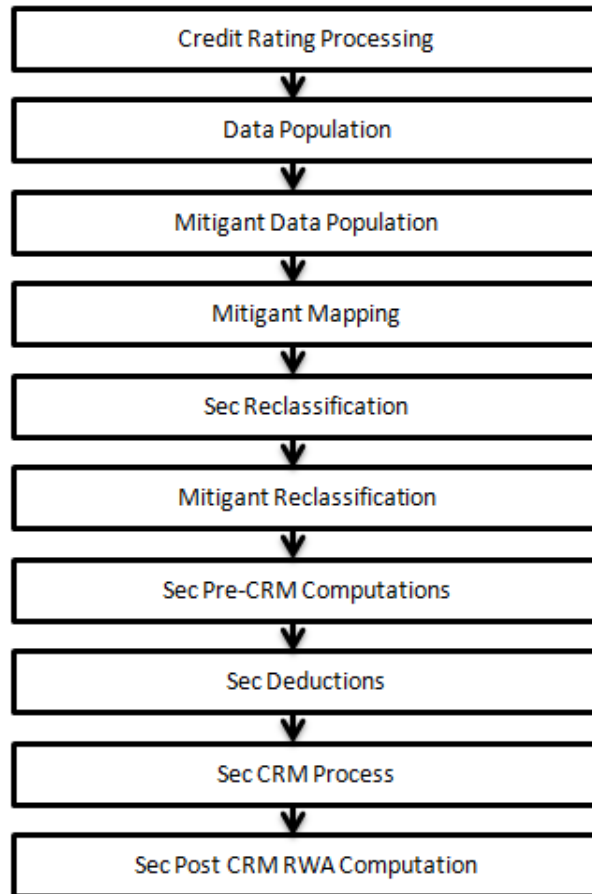 Credit Rating Processing
Data Population
Mitigant Data Population
Mitigant Mapping
Sec Reclassification
Mitigant Reclassification
Sec Pre-CRM Computations
Sec Deductions
Sec CRM Process
Sec Post CRM RWA Computation